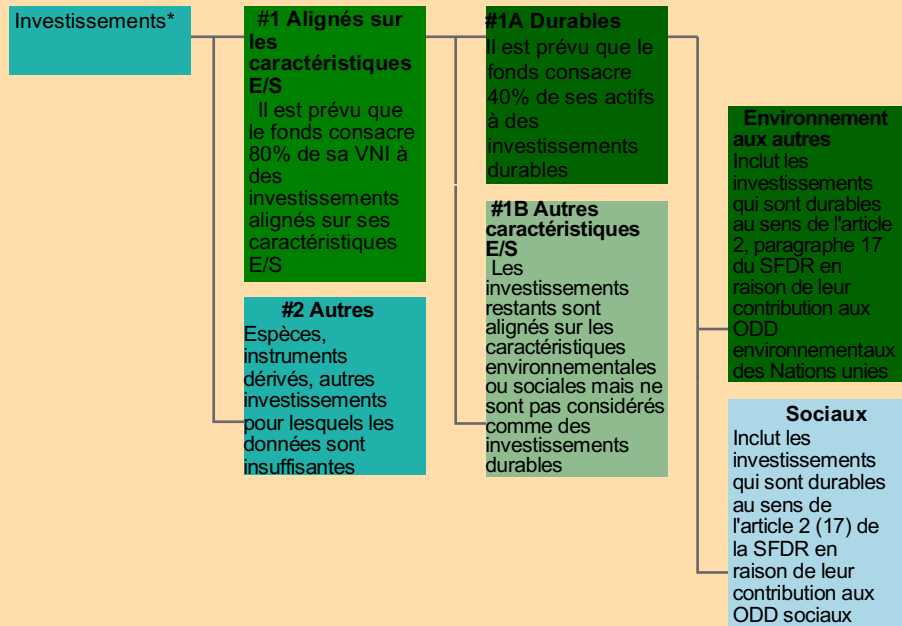 Investissements*
#1 Alignés sur
les
caractéristiques
E/S
Il est prévu que
le fonds consacre
80% de sa VNI à
des
investissements
alignés sur ses
caractéristiques
E/S
#2 Autres
Espèces,
instruments
dérivés, autres
investissements
pour lesquels les
données sont
insuffisantes
#1A Durables
Il est prévu que le
fonds consacre
40% de ses actifs
à des
investissements
durables
#1B Autres
caractéristiques
E/S
Les
investissements
restants sont
alignés sur les
caractéristiques
environnementales
ou sociales mais ne
sont pas considérés
comme des
investissements
durables
Environnement
aux autres
Inclut les
investissements
qui sont durables
au sens de l'article
2, paragraphe 17
du SFDR en
raison de leur
contribution aux
ODD
environnementaux
des Nations unies
Sociaux
Inclut les
investissements
qui sont durables
au sens de
l'article 2 (17) de
la SFDR en
raison de leur
contribution aux
ODD sociaux